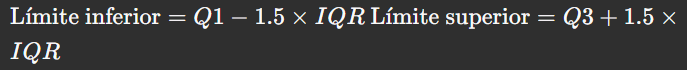 Límite inferior = Q1 − 1.5 × IQR Límite superior = Q3 + 1.5 ×
IQR